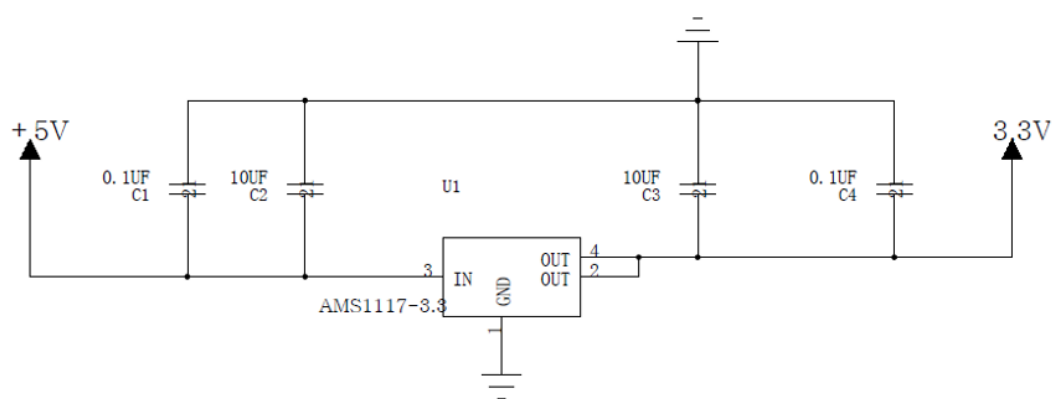 +5V
3.3V
0.1UF
C1
10UF
C2
U1
10UF
C3
0.1UF
C4
3
IN
OUT
4
OUT
2
GND
1
AMS1117-3.3